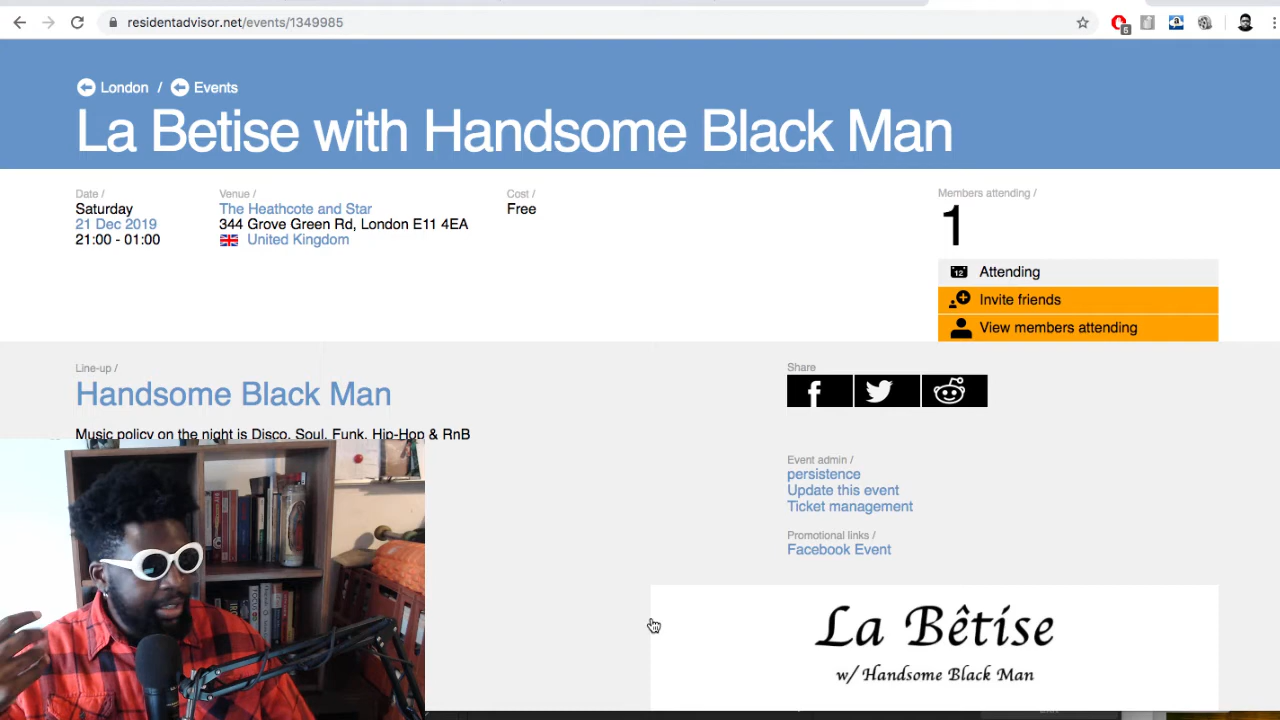 residentadvisor.net/events/1349985
5
London / Events
La Betise with Handsome Black Man
Date /
Saturday
21 Dec 2019
21:00 - 01:00
Venue /
The Heathcote and Star
344 Grove Green Rd, London E11 4EA
United Kingdom
Cost /
Free
Members attending /
1
12 Attending
Invite friends
View members attending
Line-up /
Handsome Black Man
Music policy on the night is Disco, Soul, Funk, Hip-Hop & RnB
Share
Event admin /
persistence
Update this event
Ticket management
Promotional links /
Facebook Event
La Bêtise
w/ Handsome Black Man